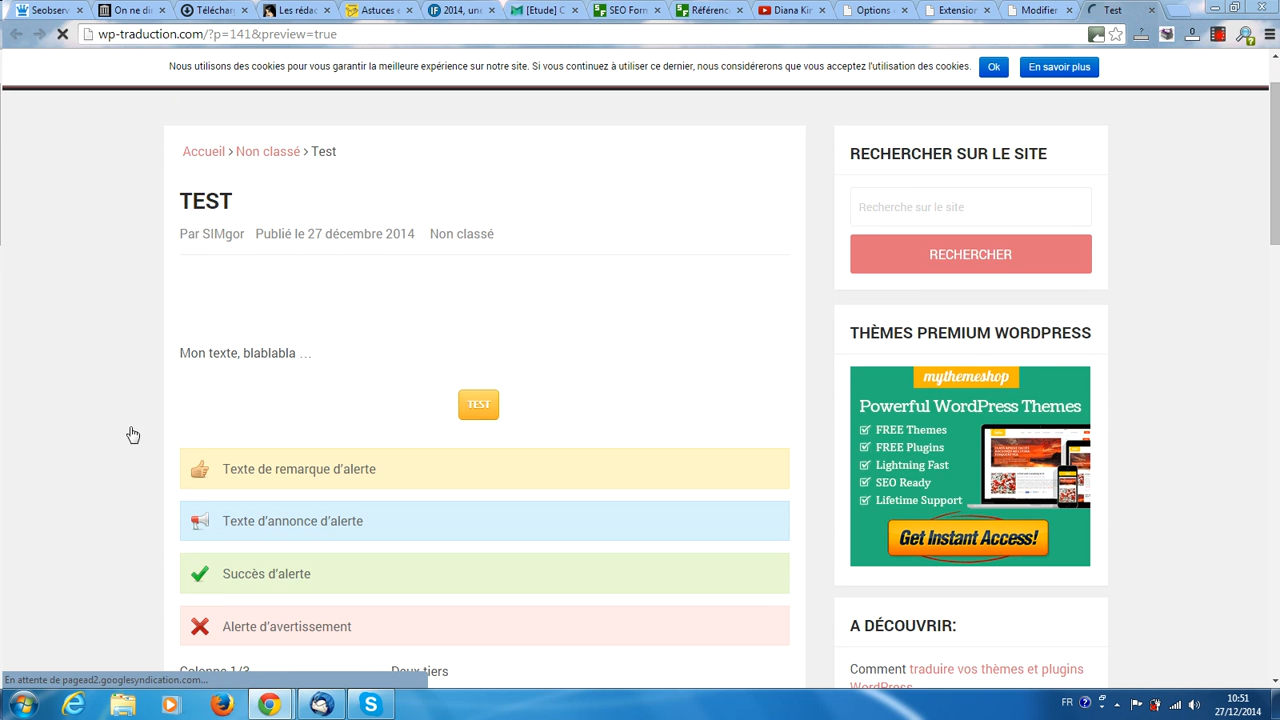 Seobserv
On ne di
Téléchar
Les réda
Astuces e
2014, une
[Etude] C
SEO Forn
Référenc
Diana Kin
Options
Extension
Modifier
Test
wp-traduction.com/?p=141&preview=true
Nous utilisons des cookies pour vous garantir la meilleure expérience sur notre site. Si vous continuez à utiliser ce dernier, nous considérerons que vous acceptez l'utilisation des cookies.
Ok
En savoir plus
Accueil > Non classé > Test
TEST
Par SIMgor Publié le 27 décembre 2014 Non classé
Mon texte, blablabla …
TEST
Texte de remarque d'alerte
Texte d'annonce d'alerte
Succès d'alerte
Alerte d'avertissement
Colonne 1/3 Deux tiers
RECHERCHER SUR LE SITE
Recherche sur le site
RECHERCHER
THÈMES PREMIUM WORDPRESS
mythemeshop
Powerful WordPress Themes
FREE Themes
FREE Plugins
Lightning Fast
SEO Ready
Lifetime Support
Get Instant Access!
A DÉCOUVRIR:
Comment traduire vos thèmes et plugins
WordPress
En attente de pagead2.googlesyndication.com...
FR
10:51
27/12/2014